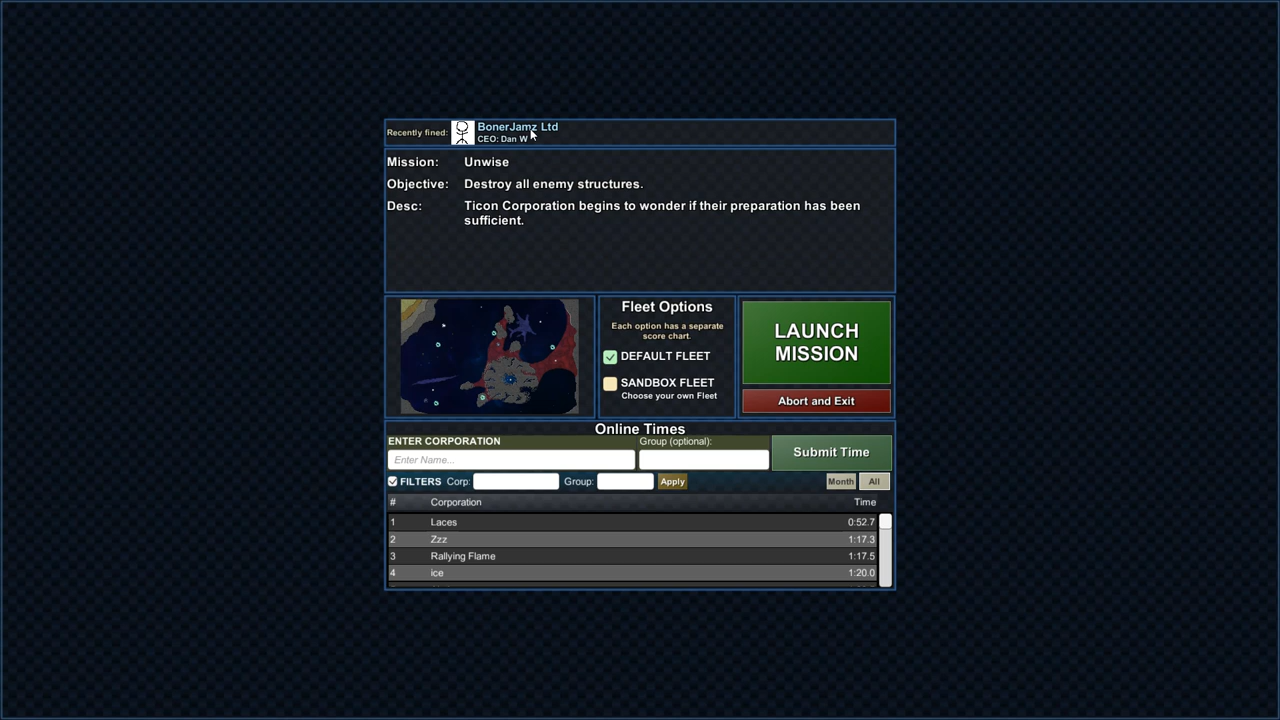 Recently fined: BonerJamz Ltd
CEO: Dan W
Mission: Unwise
Objective: Destroy all enemy structures.
Desc: Ticon Corporation begins to wonder if their preparation has been
sufficient.
Fleet Options
Each option has a separate
score chart.
DEFAULT FLEET
SANDBOX FLEET
Choose your own Fleet
LAUNCH
MISSION
Abort and Exit
Online Times
ENTER CORPORATION Group (optional):
Enter Name...
Submit Time
FILTERS Corp: Group: Apply Month All
# Corporation Time
1 Laces 0:52.7
2 Zzz 1:17.3
3 Rallying Flame 1:17.5
4 ice 1:20.0